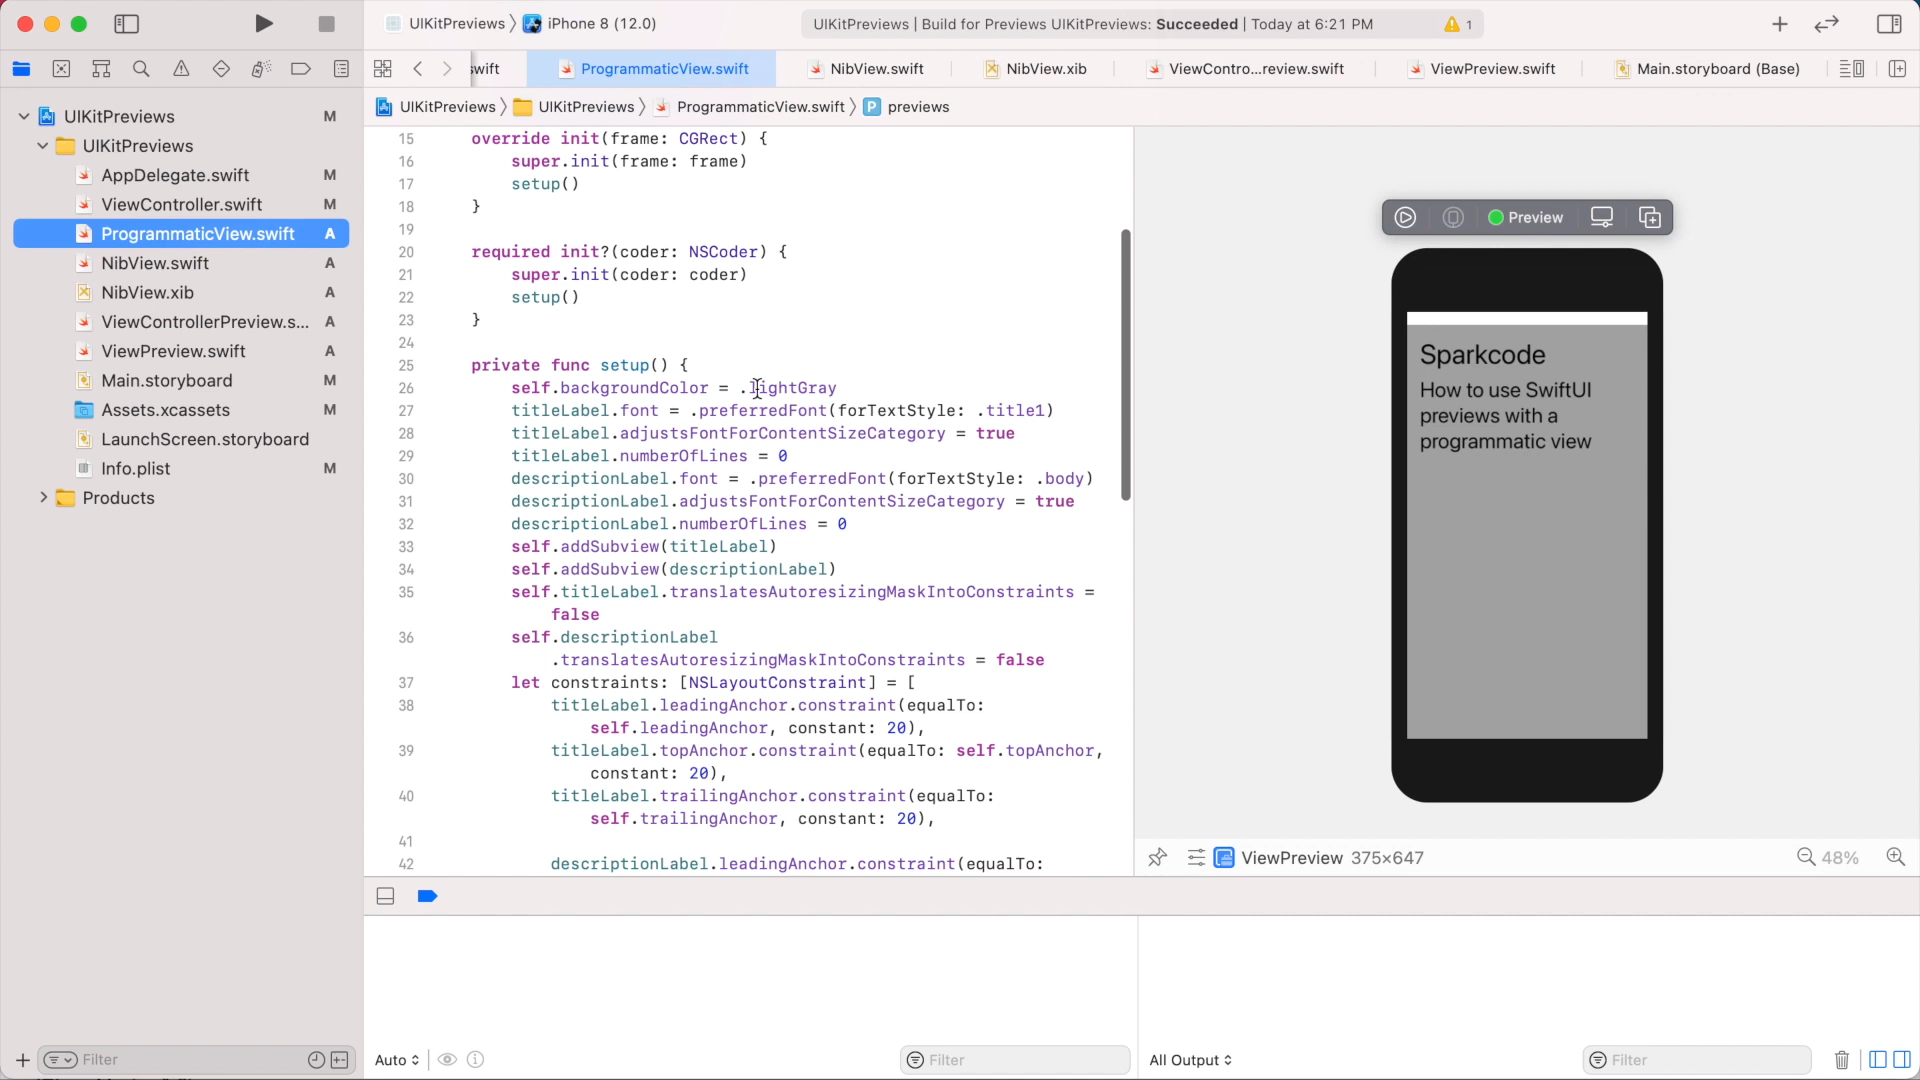 UIKitPreviews
iPhone 8 (12.0)
UIKitPreviews | Build for Previews UIKitPreviews: Succeeded | Today at 6:21 PM
1
swift
ProgrammaticView.swift
NibView.swift
NibView.xib
ViewContro...review.swift
ViewPreview.swift
Main.storyboard (Base)
UIKitPreviews
UIKitPreviews
ProgrammaticView.swift
P previews
UIKitPreviews M
UIKitPreviews
AppDelegate.swift M
ViewController.swift M
ProgrammaticView.swift A
NibView.swift A
NibView.xib A
ViewControllerPreview.s... A
ViewPreview.swift A
Main.storyboard M
Assets.xcassets M
LaunchScreen.storyboard
Info.plist M
Products
15 override init(frame: CGRect) {
16 super.init(frame: frame)
17 setup()
18 }
19
20 required init?(coder: NSCoder) {
21 super.init(coder: coder)
22 setup()
23 }
24
25 private func setup() {
26 self.backgroundColor = .lightGray
27 titleLabel.font = .preferredFont(forTextStyle: .title1)
28 titleLabel.adjustsFontForContentSizeCategory = true
29 titleLabel.numberOfLines = 0
30 descriptionLabel.font = .preferredFont(forTextStyle: .body)
31 descriptionLabel.adjustsFontForContentSizeCategory = true
32 descriptionLabel.numberOfLines = 0
33 self.addSubview(titleLabel)
34 self.addSubview(descriptionLabel)
35 self.titleLabel.translatesAutoresizingMaskIntoConstraints =
false
36 self.descriptionLabel
.translatesAutoresizingMaskIntoConstraints = false
37 let constraints: [NSLayoutConstraint] = [
38 titleLabel.leadingAnchor.constraint(equalTo:
self.leadingAnchor, constant: 20),
39 titleLabel.topAnchor.constraint(equalTo: self.topAnchor,
constant: 20),
40 titleLabel.trailingAnchor.constraint(equalTo:
self.trailingAnchor, constant: 20),
41
42 descriptionLabel.leadingAnchor.constraint(equalTo:
Preview
Sparkcode
How to use SwiftUI
previews with a
programmatic view
ViewPreview 375×647
48%
Filter
Auto
Filter
All Output
Filter